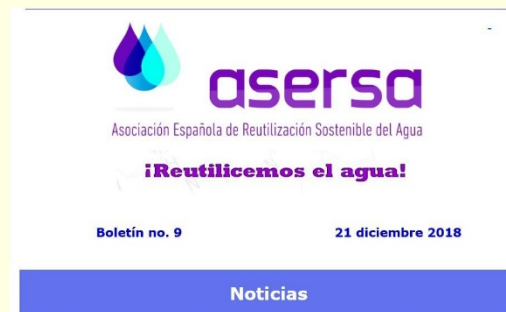 asersa
Asociación Española de Reutilización Sostenible del Agua
¡Reutilicemos el agua!
Boletín no. 9 21 diciembre 2018
Noticias